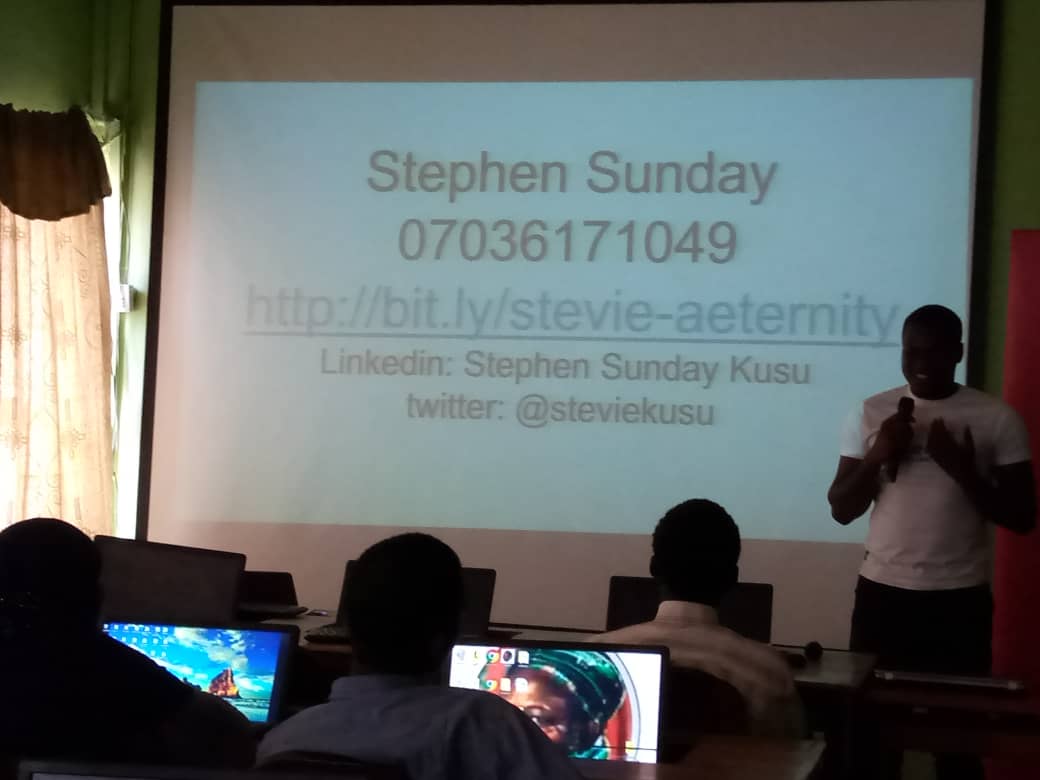 Stephen Sunday
07036171049
http://bit.ly/stevie-aeternity
Linkedin: Stephen Sunday Kusu
twitter: @steviekusu